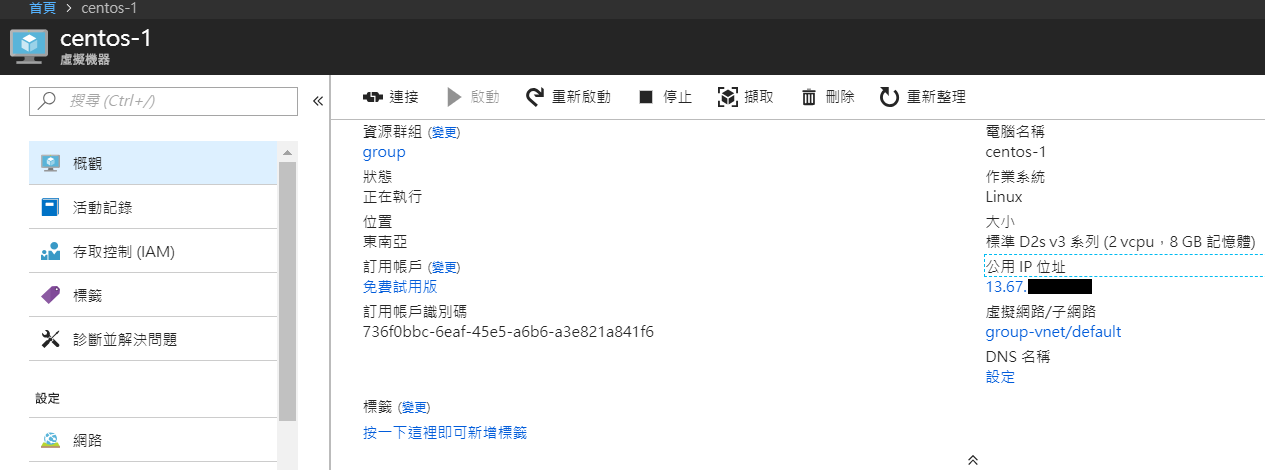 首頁 > centos-1
centos-1
虛擬機器
搜尋 (Ctrl+/)
概觀
活動記錄
存取控制 (IAM)
標籤
診斷並解決問題
設定
網路
連接 啟動 重新啟動 停止 擷取 刪除 重新整理
資源群組 (變更)
group
狀態
正在執行
位置
東南亞
訂用帳戶 (變更)
免費試用版
訂用帳戶識別碼
736f0bbc-6eaf-45e5-a6b6-a3e821a841f6
標籤 (變更)
按一下這裡即可新增標籤
電腦名稱
centos-1
作業系統
Linux
大小
標準 D2s v3 系列 (2 vcpu，8 GB 記憶體)
公用 IP 位址
13.67.
虛擬網路/子網路
group-vnet/default
DNS 名稱
設定